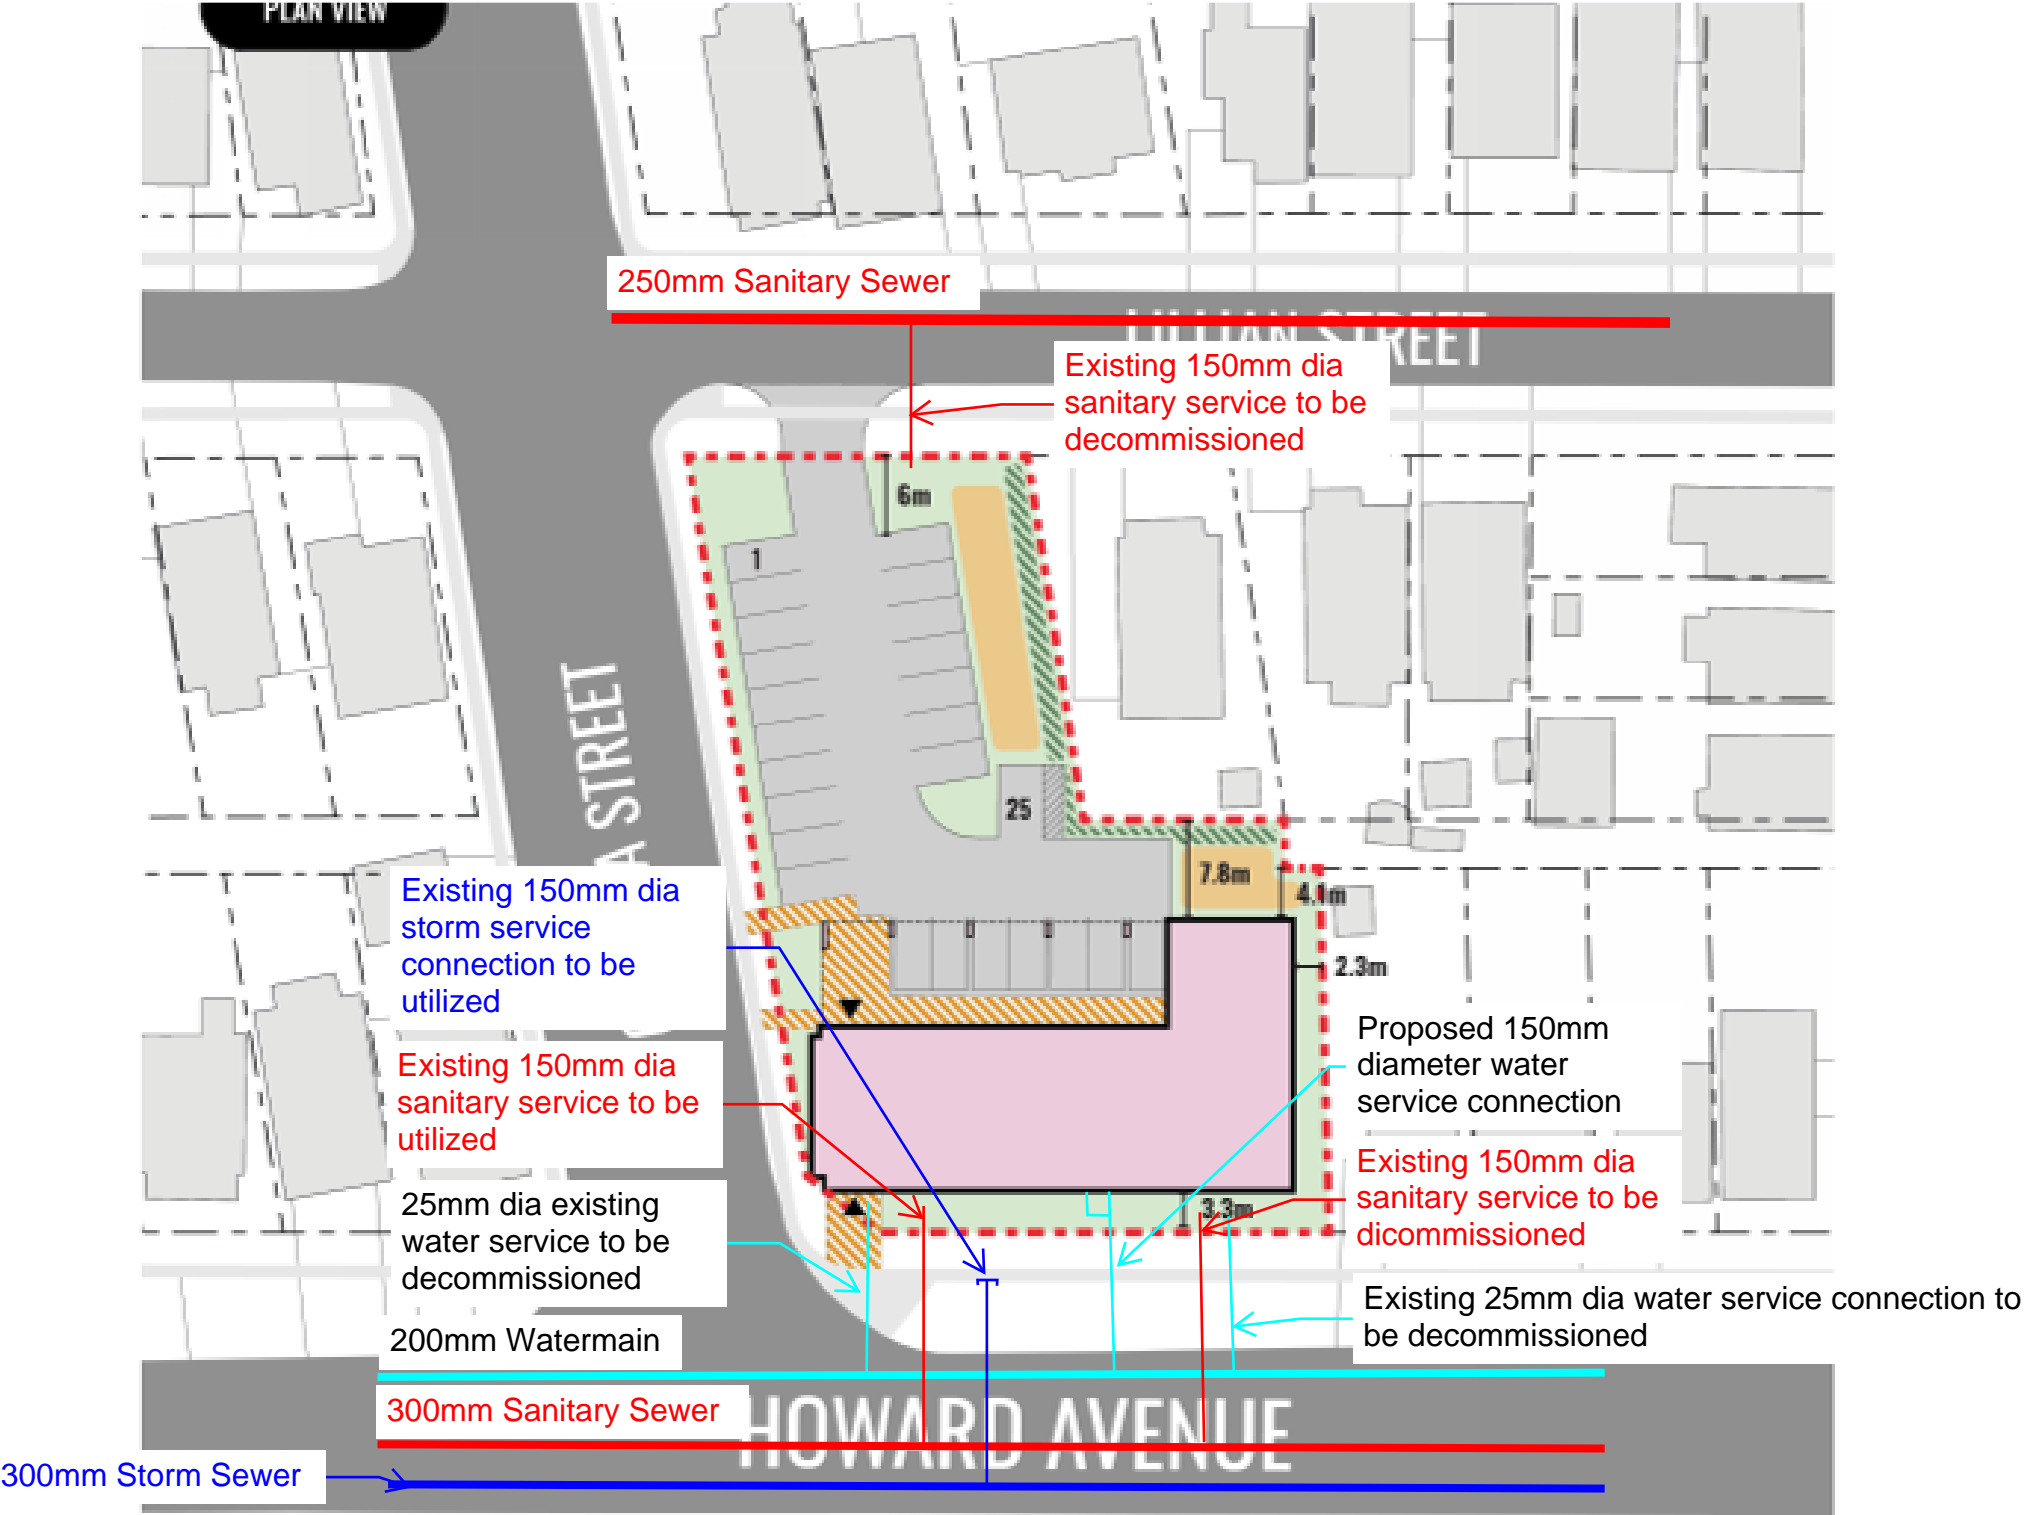 PLAN VIEW
250mm Sanitary Sewer
LILLIAN STREET
Existing 150mm dia
sanitary service to be
decommissioned
6m
1
STREET
25
7.8m
4.1m
Existing 150mm dia
storm service
connection to be
utilized
2.3m
Proposed 150mm
diameter water
service connection
Existing 150mm dia
sanitary service to be
utilized
Existing 150mm dia
sanitary service to be
dicommissioned
3.3m
25mm dia existing
water service to be
decommissioned
Existing 25mm dia water service connection to
be decommissioned
200mm Watermain
300mm Sanitary Sewer
HOWARD AVENUE
300mm Storm Sewer